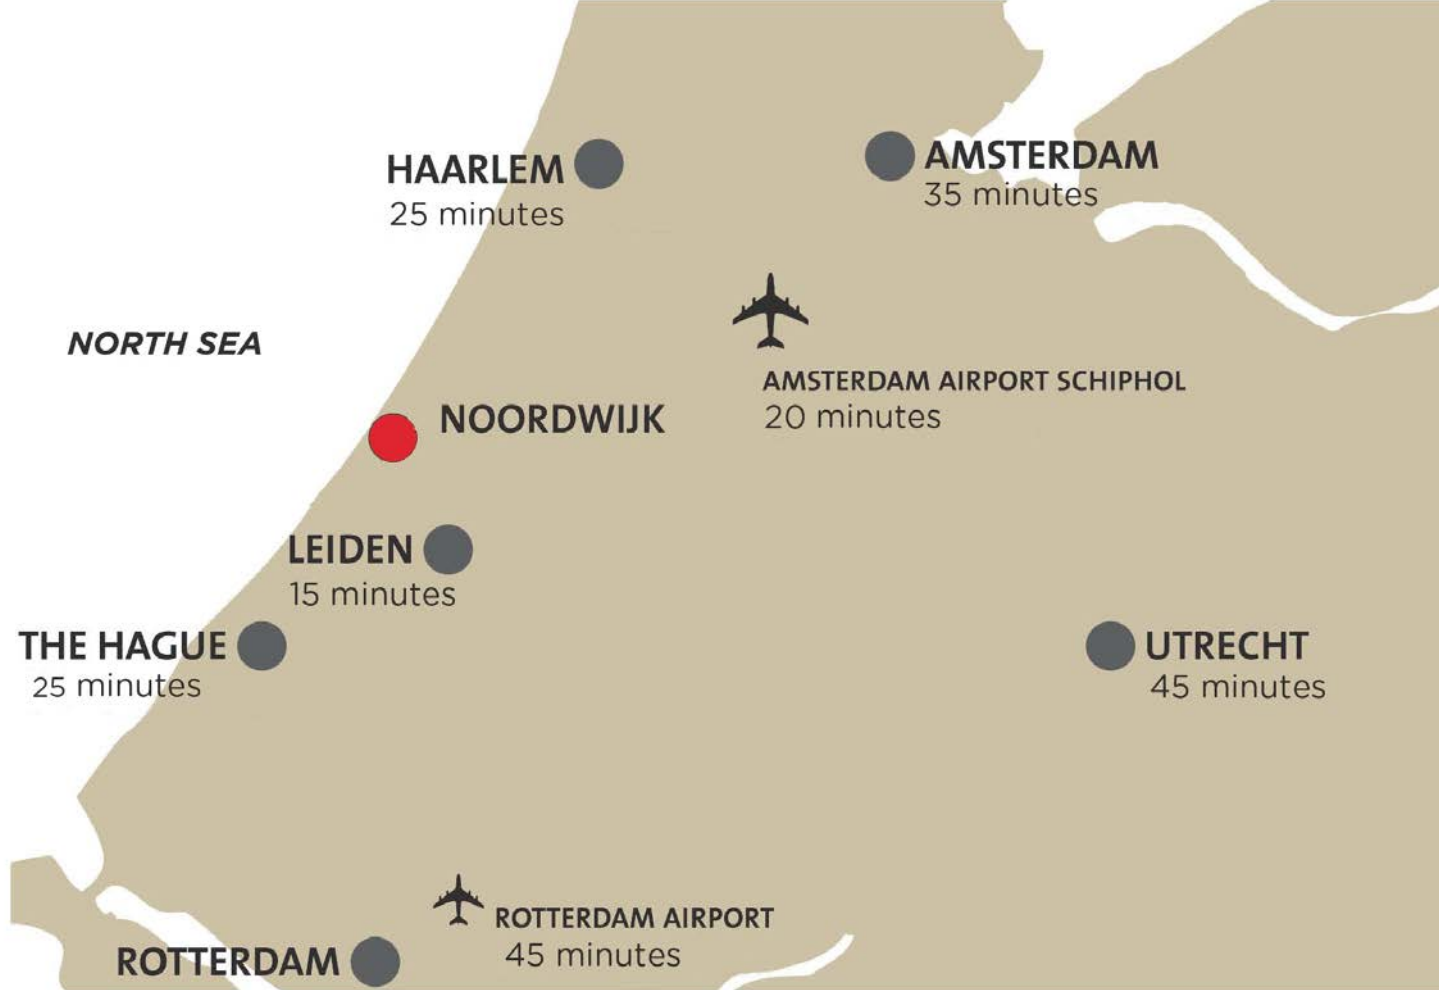 HAARLEM
25 minutes
AMSTERDAM
35 minutes
NORTH SEA
AMSTERDAM AIRPORT SCHIPHOL
20 minutes
NOORDWIJK
LEIDEN
15 minutes
THE HAGUE
25 minutes
UTRECHT
45 minutes
ROTTERDAM AIRPORT
45 minutes
ROTTERDAM